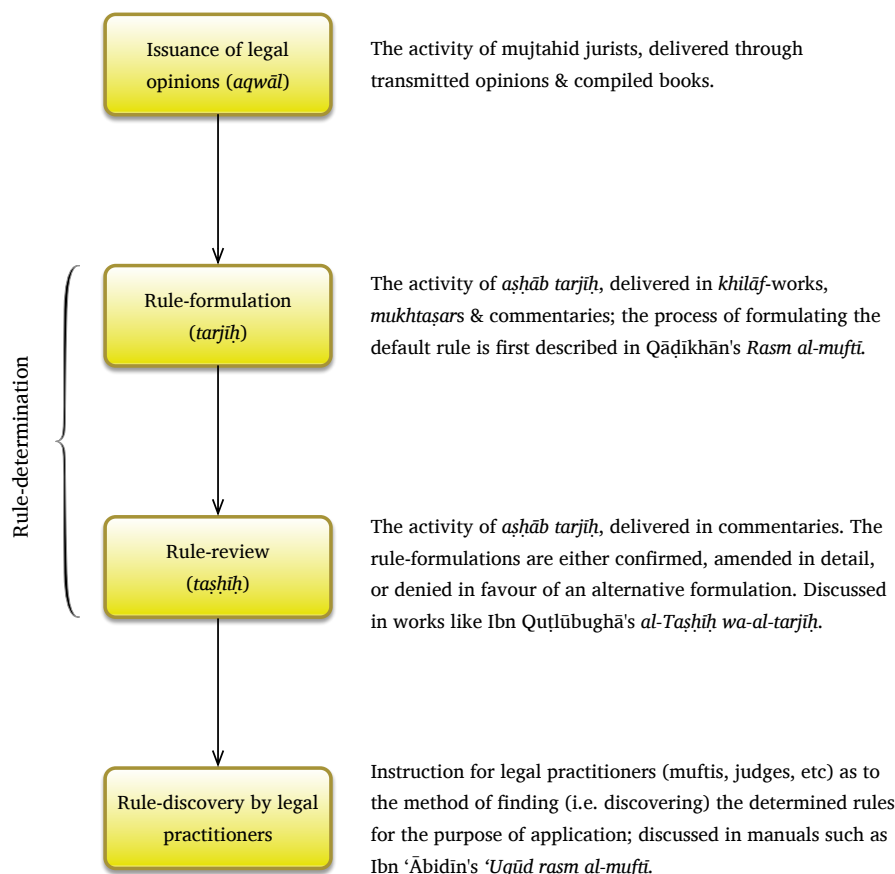 Issuance of legal
opinions (aqwāl)
The activity of mujtahid jurists, delivered through
transmitted opinions & compiled books.
Rule-determination
Rule-formulation
(tarjīḥ)
The activity of aṣḥāb tarjīḥ, delivered in khilāf-works,
mukhtaṣars & commentaries; the process of formulating the
default rule is first described in Qāḍīkhān's Rasm al-muftī.
Rule-review
(taṣḥīḥ)
The activity of aṣḥāb tarjīḥ, delivered in commentaries. The
rule-formulations are either confirmed, amended in detail,
or denied in favour of an alternative formulation. Discussed
in works like Ibn Quṭlūbughā's al-Taṣḥīḥ wa-al-tarjīḥ.
Rule-discovery by legal
practitioners
Instruction for legal practitioners (muftis, judges, etc) as to
the method of finding (i.e. discovering) the determined rules
for the purpose of application; discussed in manuals such as
Ibn ʻĀbidīn's ʻUqūd rasm al-muftī.